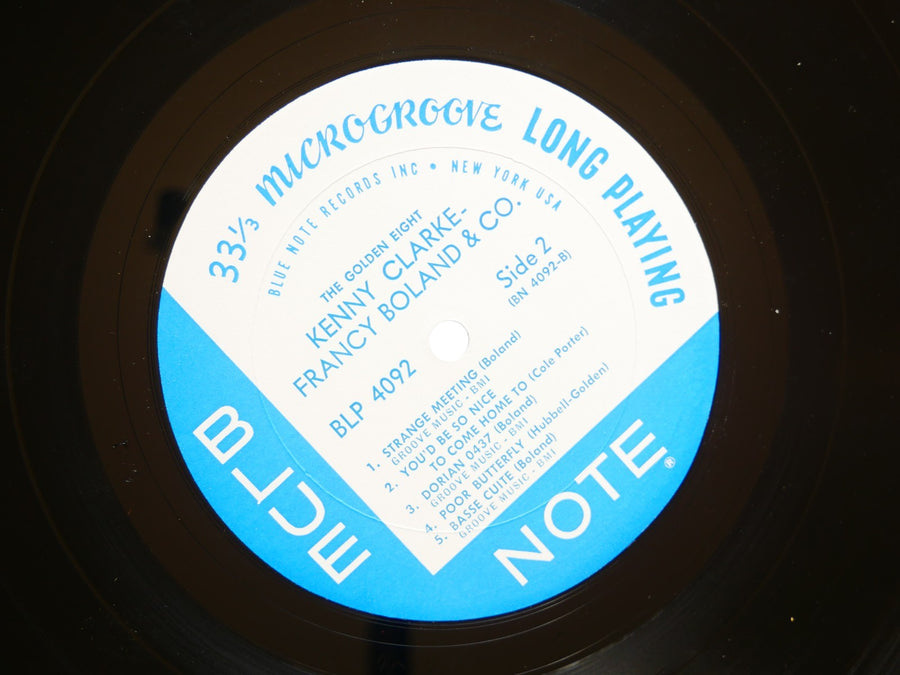 33⅓ MICROGROOVE LONG PLAYING
BLUE NOTE RECORDS INC • NEW YORK USA
THE GOLDEN EIGHT
KENNY CLARKE-
FRANCY BOLAND & CO.
BLP 4092
Side 2
(BN 4092-B)
1. STRANGE MEETING (Boland)
GROOVE MUSIC - BMI
2. YOU'D BE SO NICE
TO COME HOME TO (Cole Porter)
3. DORIAN 0437 (Boland)
GROOVE MUSIC - BMI
4. POOR BUTTERFLY (Hubbell-Golden)
5. BASSE CUITE (Boland)
GROOVE MUSIC - BMI
BLUE
NOTE®